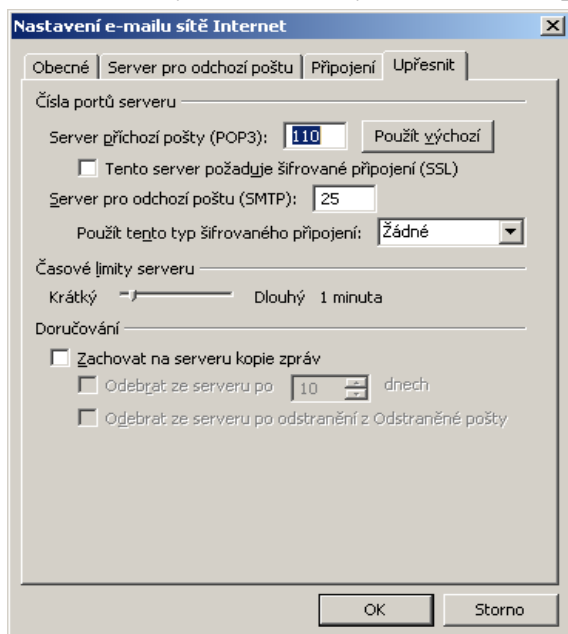 Nastavení e-mailu sítě Internet
Obecné Server pro odchozí poštu Připojení Upřesnit
Čísla portů serveru
Server příchozí pošty (POP3): 110 Použít výchozí
Tento server požaduje šifrované připojení (SSL)
Server pro odchozí poštu (SMTP): 25
Použít tento typ šifrovaného připojení: Žádné
Časové limity serveru
Krátký Dlouhý 1 minuta
Doručování
Zachovat na serveru kopie zpráv
Odebrat ze serveru po 10 dnech
Odebrat ze serveru po odstranění z Odstraněné pošty
OK Storno